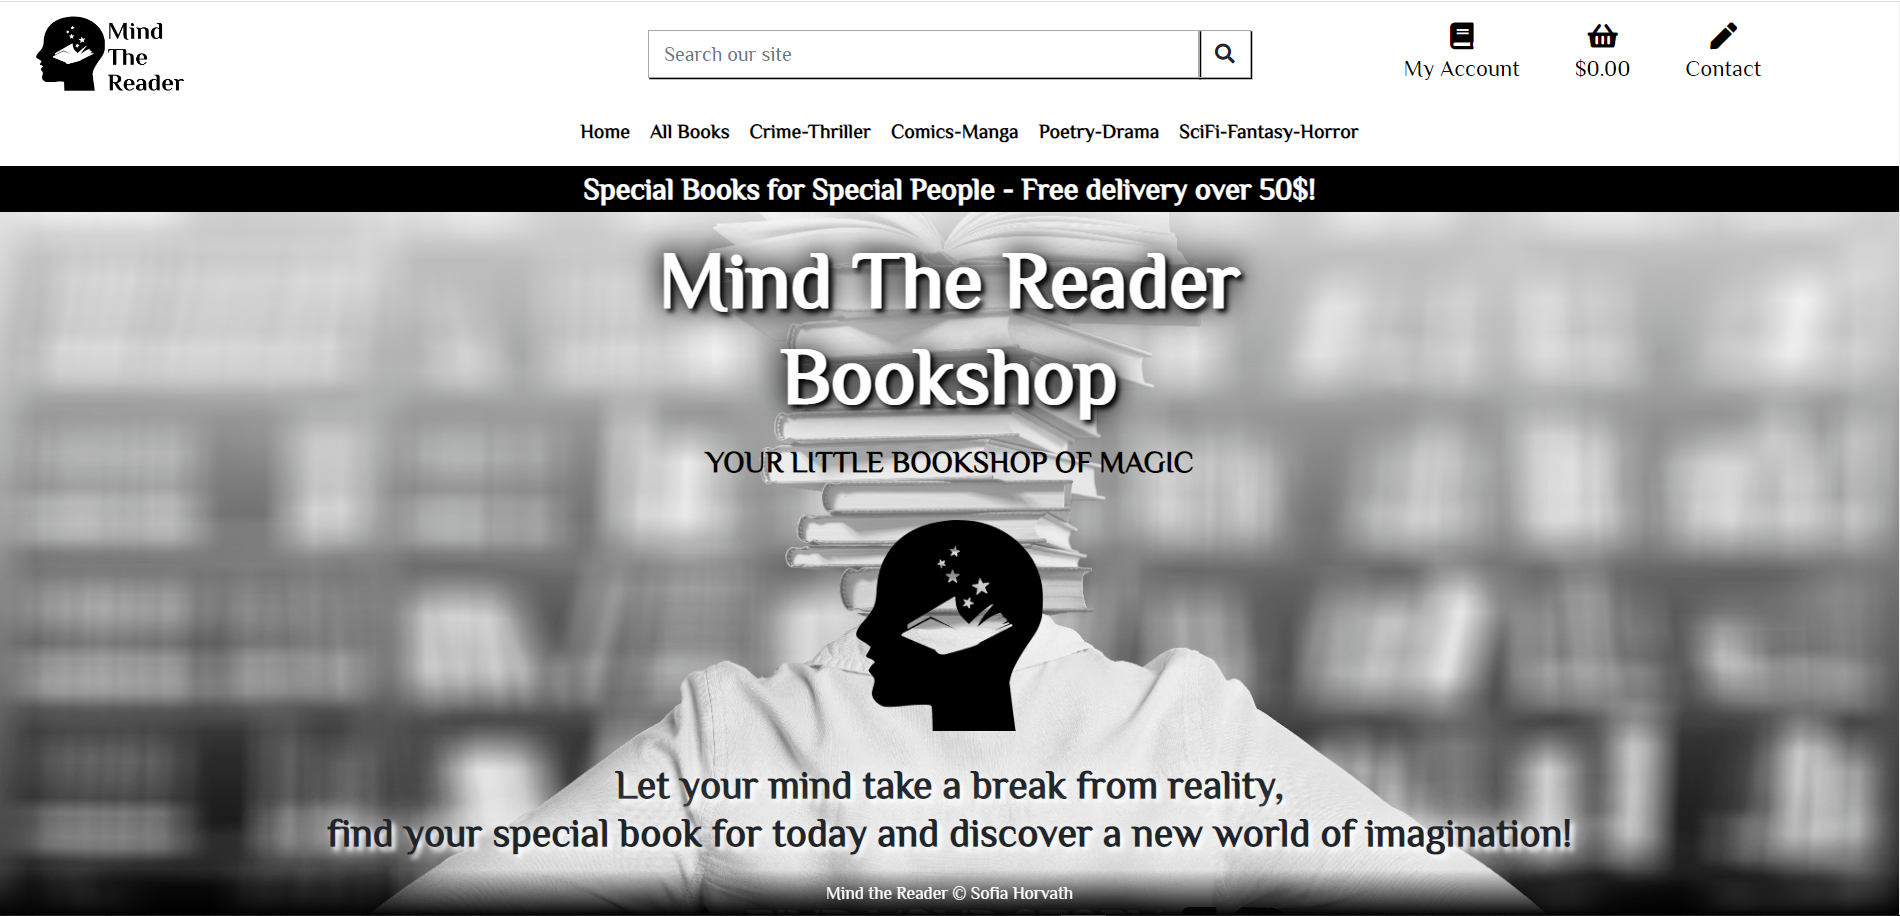 Mind
The
Reader
Search our site
My Account
$0.00
Contact
Home All Books Crime-Thriller Comics-Manga Poetry-Drama SciFi-Fantasy-Horror
Special Books for Special People - Free delivery over 50$!
Mind The Reader
Bookshop
YOUR LITTLE BOOKSHOP OF MAGIC
Let your mind take a break from reality,
find your special book for today and discover a new world of imagination!
Mind the Reader © Sofia Horvath